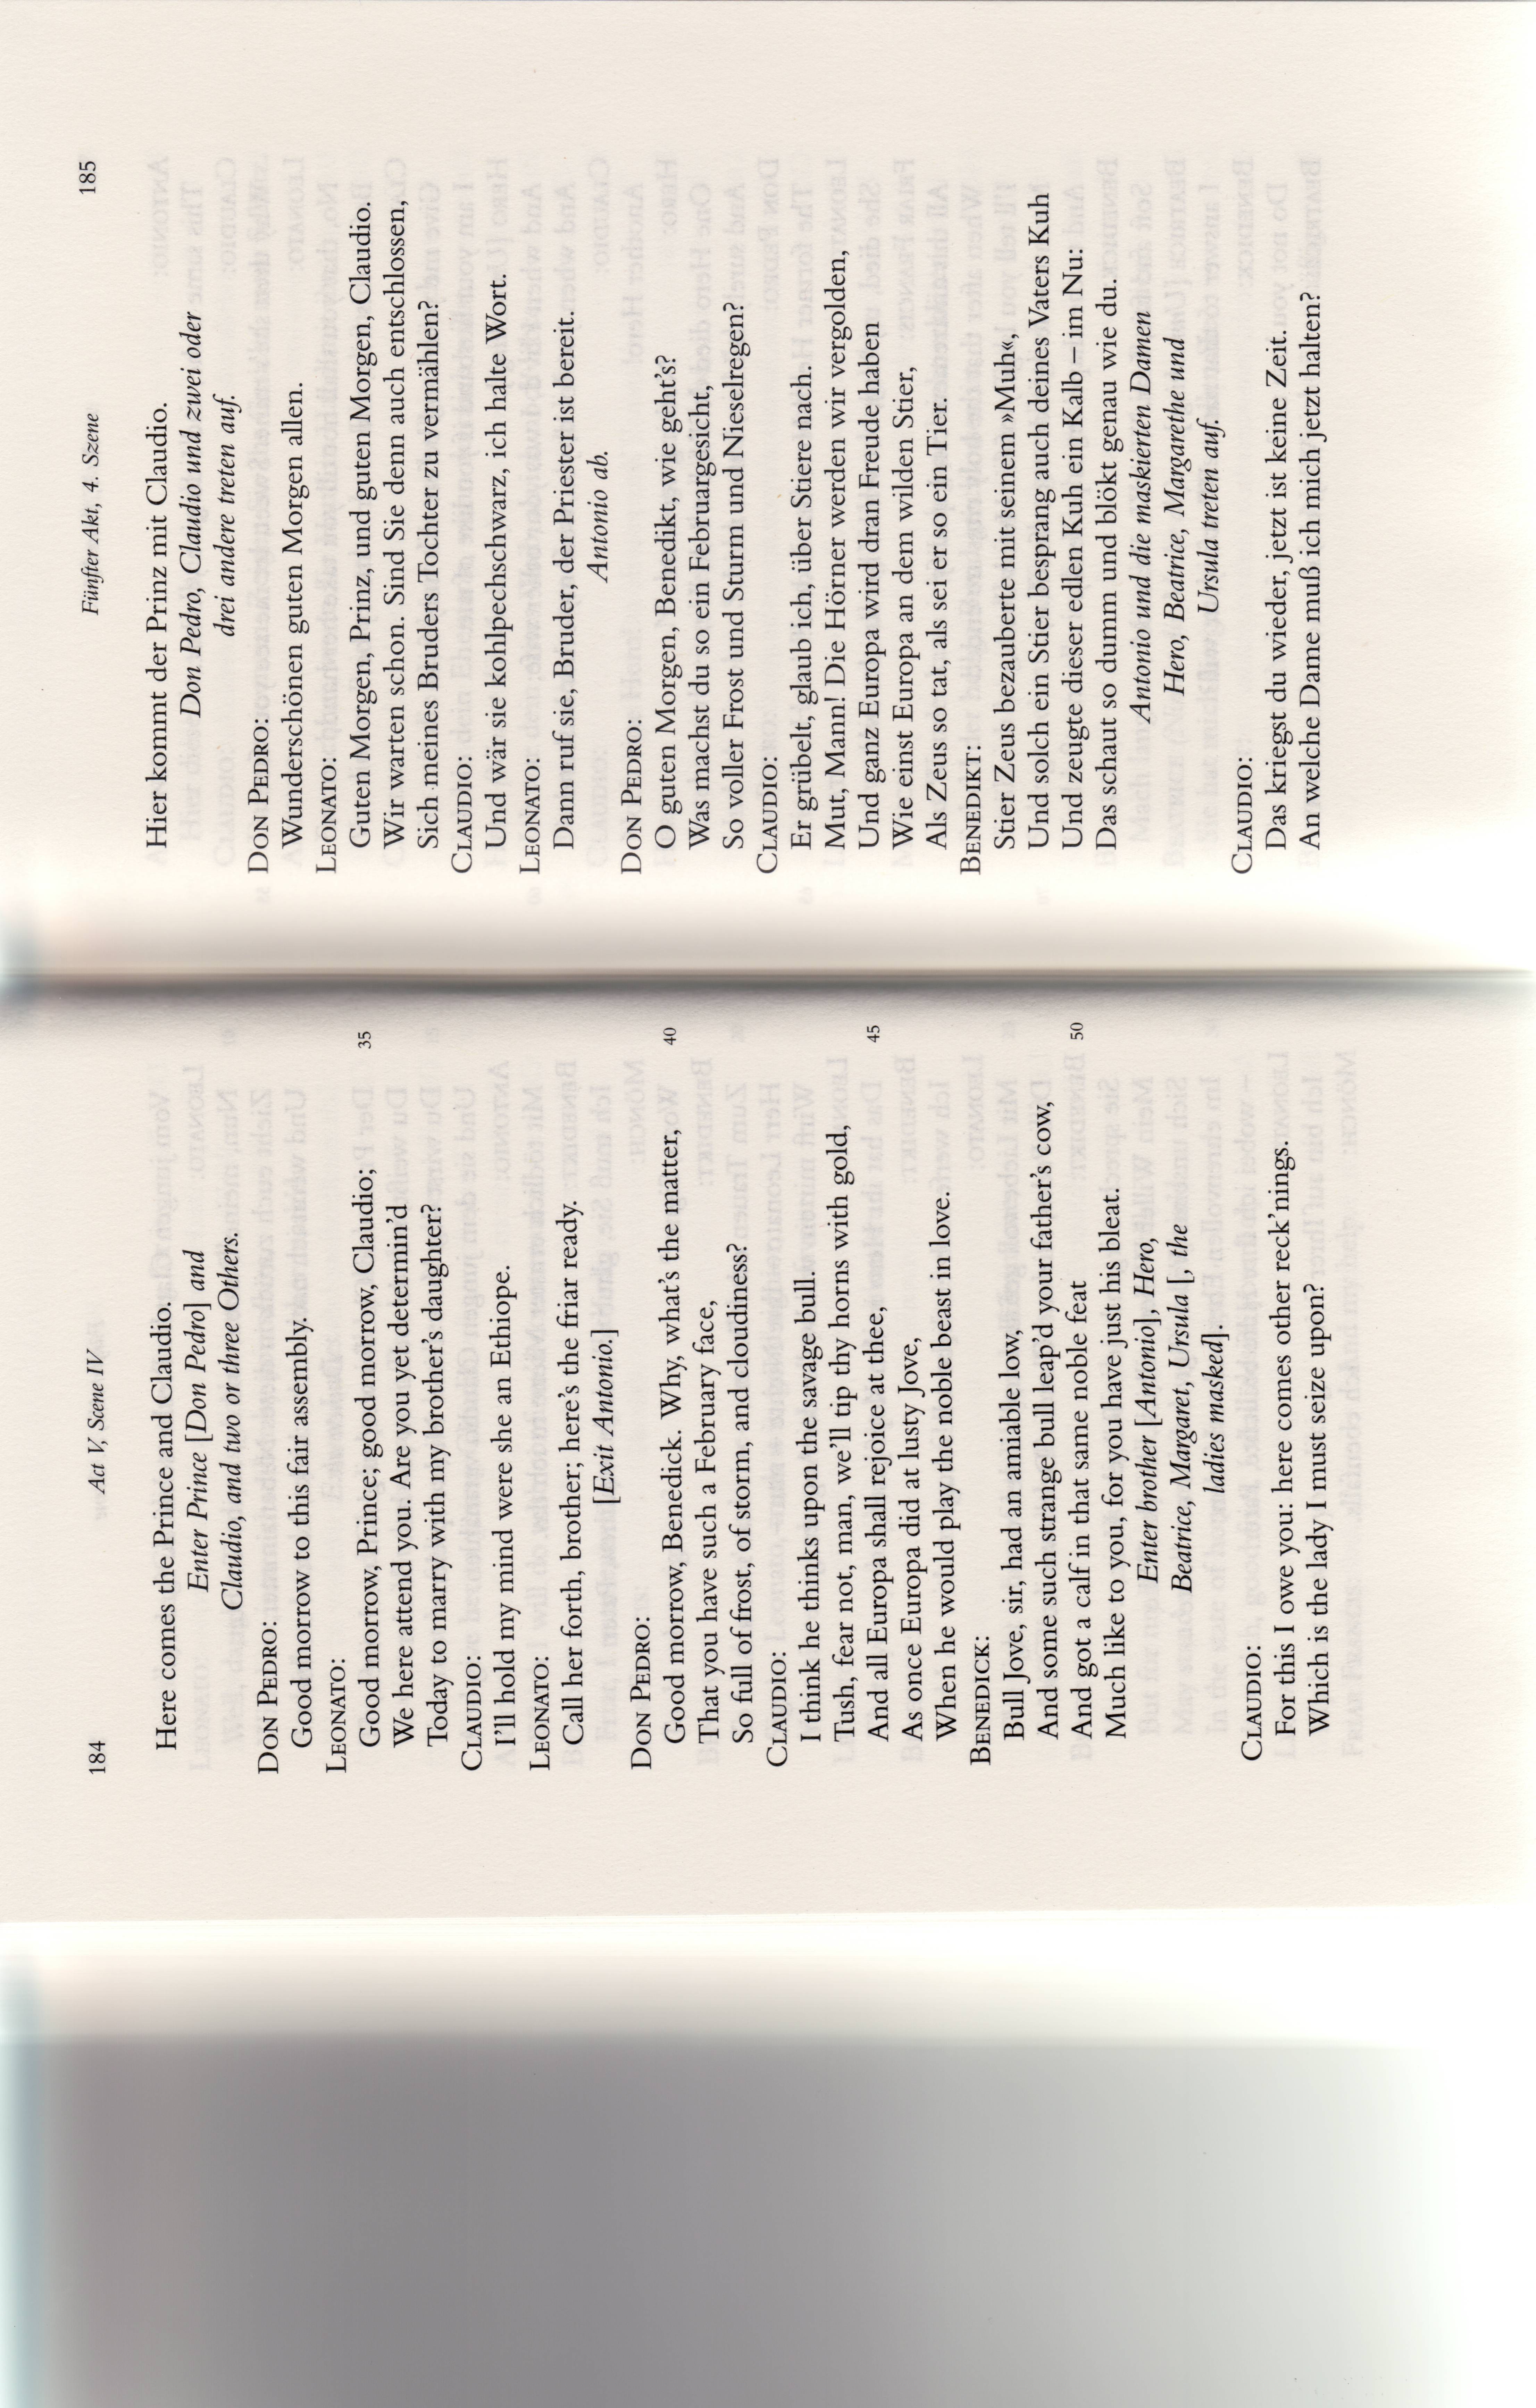 184
Act V, Scene IV
Here comes the Prince and Claudio.
Enter Prince [Don Pedro] and
Claudio, and two or three Others.
DON PEDRO:
Good morrow to this fair assembly.
LEONATO:
Good morrow, Prince; good morrow, Claudio;
35
We here attend you. Are you yet determin’d
Today to marry with my brother’s daughter?
CLAUDIO:
I’ll hold my mind were she an Ethiope.
LEONATO:
Call her forth, brother; here’s the friar ready.
[Exit Antonio.]
DON PEDRO:
Good morrow, Benedick. Why, what’s the matter,
40
That you have such a February face,
So full of frost, of storm, and cloudiness?
CLAUDIO:
I think he thinks upon the savage bull.
Tush, fear not, man, we’ll tip thy horns with gold,
And all Europa shall rejoice at thee,
45
As once Europa did at lusty Jove,
When he would play the noble beast in love.
BENEDICK:
Bull Jove, sir, had an amiable low,
And some such strange bull leap’d your father’s cow,
And got a calf in that same noble feat
50
Much like to you, for you have just his bleat.
Enter brother [Antonio], Hero,
Beatrice, Margaret, Ursula [, the
ladies masked].
CLAUDIO:
For this I owe you: here comes other reck’nings.
Which is the lady I must seize upon?
Fünfter Akt, 4. Szene
185
Hier kommt der Prinz mit Claudio.
Don Pedro, Claudio und zwei oder
drei andere treten auf.
DON PEDRO:
Wunderschönen guten Morgen allen.
LEONATO:
Guten Morgen, Prinz, und guten Morgen, Claudio.
Wir warten schon. Sind Sie denn auch entschlossen,
Sich meines Bruders Tochter zu vermählen?
CLAUDIO:
Und wär sie kohlpechschwarz, ich halte Wort.
LEONATO:
Dann ruf sie, Bruder, der Priester ist bereit.
Antonio ab.
DON PEDRO:
O guten Morgen, Benedikt, wie geht’s?
Was machst du so ein Februargesicht,
So voller Frost und Sturm und Nieselregen?
CLAUDIO:
Er grübelt, glaub ich, über Stiere nach.
Mut, Mann! Die Hörner werden wir vergolden,
Und ganz Europa wird dran Freude haben
Wie einst Europa an dem wilden Stier,
Als Zeus so tat, als sei er so ein Tier.
BENEDIKT:
Stier Zeus bezauberte mit seinem »Muh«,
Und solch ein Stier besprang auch deines Vaters Kuh
Und zeugte dieser edlen Kuh ein Kalb – im Nu:
Das schaut so dumm und blökt genau wie du.
Antonio und die maskierten Damen
Hero, Beatrice, Margarethe und
Ursula treten auf.
CLAUDIO:
Das kriegst du wieder, jetzt ist keine Zeit.
An welche Dame muß ich mich jetzt halten?